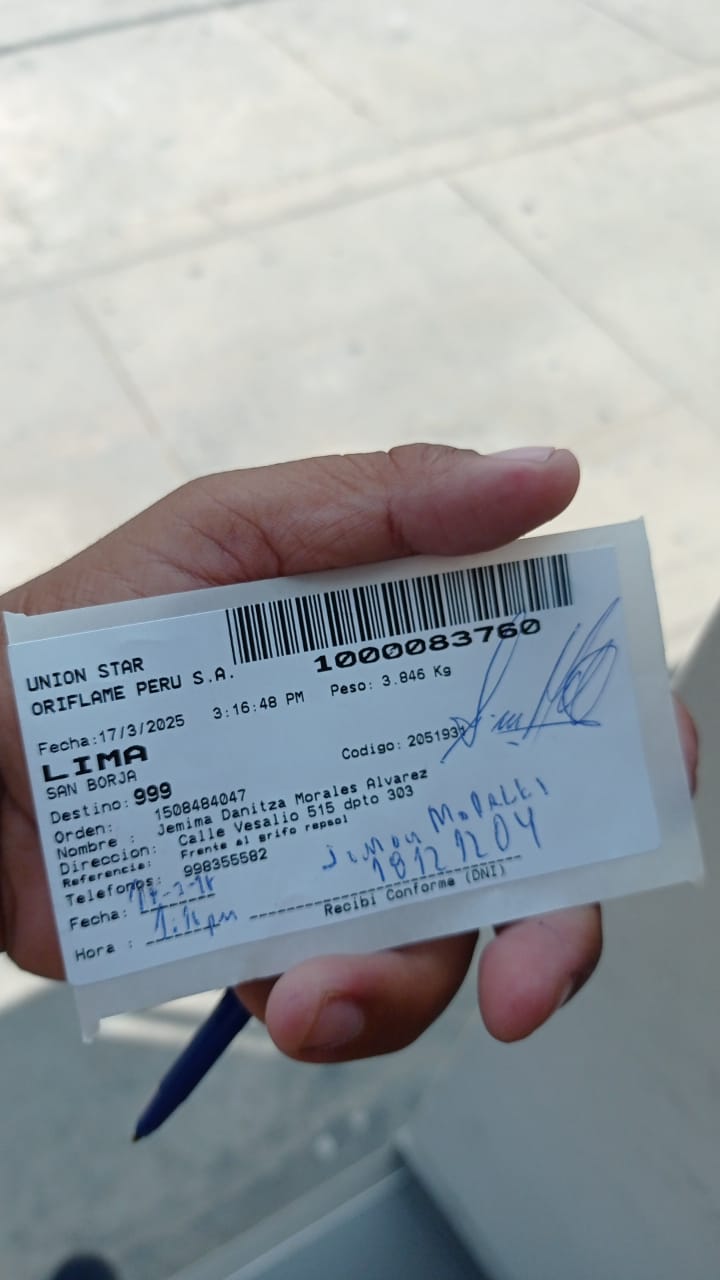 1000083760
UNION STAR
ORIFLAME PERU S.A.
Fecha:17/3/2025 3:16:48 PM Peso: 3.846 Kg
LIMA
SAN BORJA
Destino: 999 Codigo: 205193
Orden: 1508484047
Nombre : Jemima Danitza Morales Alvarez
Direccion: Calle Vesalio 515 dpto 303
Referencia: Frente al grifo repsol
Telefonos: 998355582
Fecha:
Hora :
18121204
Recibi Conforme (DNI)